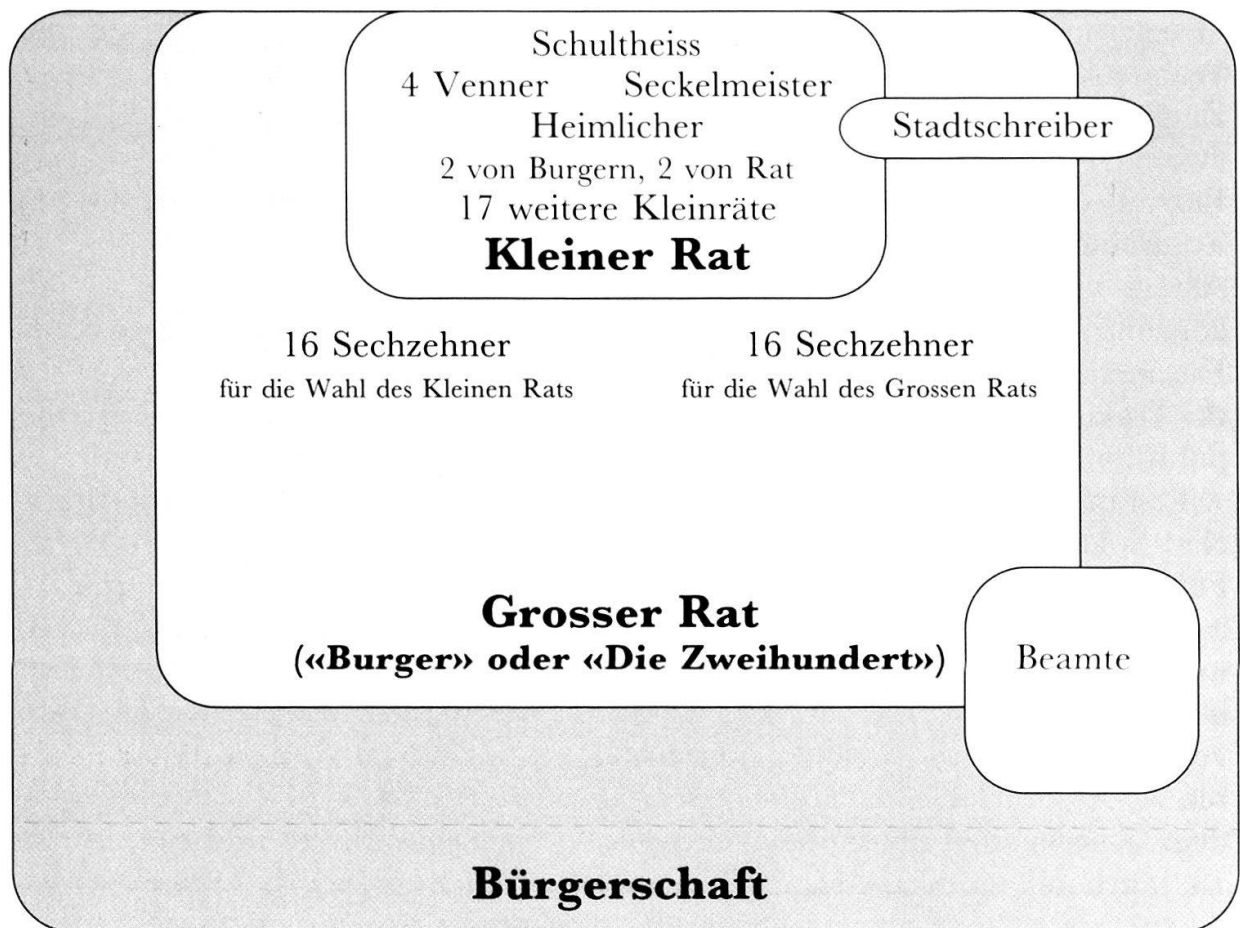 Schultheiss
4 Venner Seckelmeister
Heimlicher
Stadtschreiber
2 von Burgern, 2 von Rat
17 weitere Kleinräte
Kleiner Rat
16 Sechzehner
für die Wahl des Kleinen Rats
16 Sechzehner
für die Wahl des Grossen Rats
Grosser Rat
(«Burger» oder «Die Zweihundert»)
Beamte
Bürgerschaft